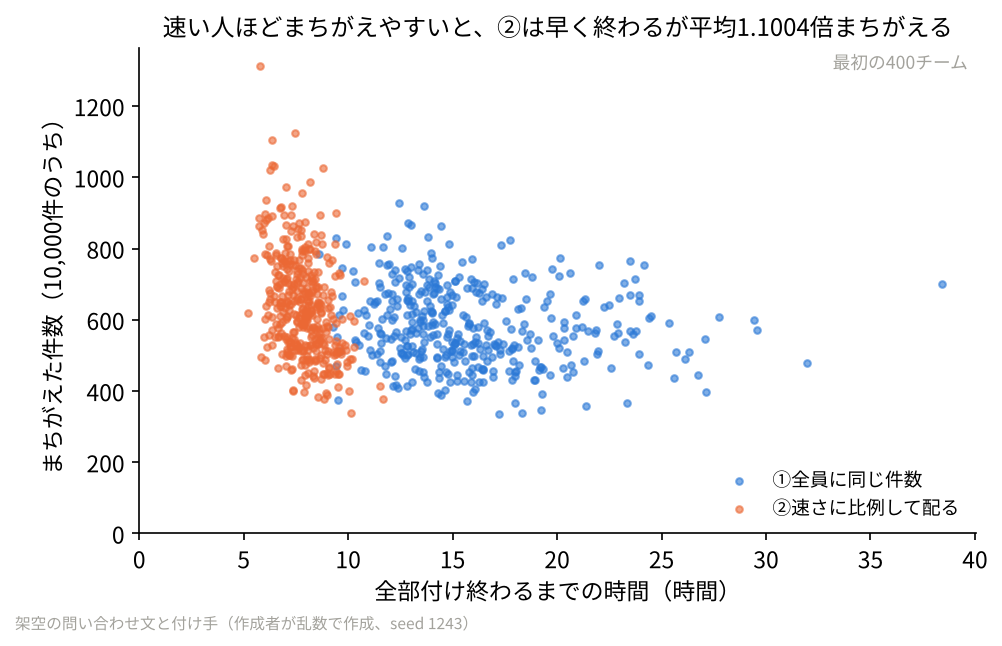 速い人ほどまちがえやすいと、②は早く終わるが平均1.1004倍まちがえる
最初の400チーム
まちがえた件数（10,000件のうち）
1200
1000
800
600
400
200
0
0 5 10 15 20 25 30 35 40
①全員に同じ件数
②速さに比例して配る
全部付け終わるまでの時間（時間）
架空の問い合わせ文と付け手（作成者が乱数で作成、seed 1243）